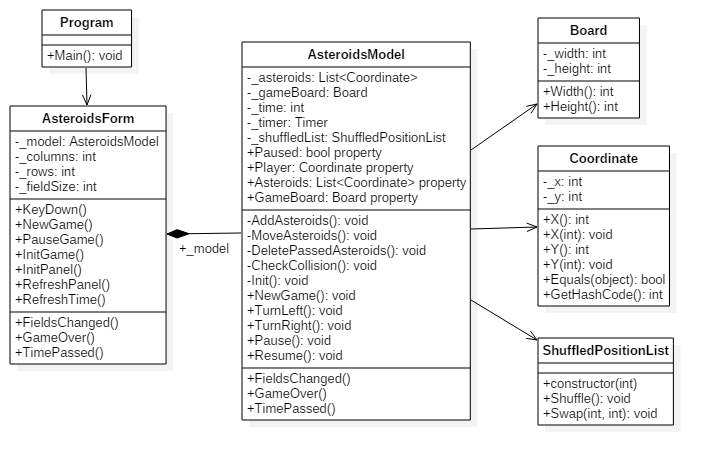 Program
+Main(): void
AsteroidsForm
-_model: AsteroidsModel
-_columns: int
-_rows: int
-_fieldSize: int
+KeyDown()
+NewGame()
+PauseGame()
+InitGame()
+InitPanel()
+RefreshPanel()
+RefreshTime()
+FieldsChanged()
+GameOver()
+TimePassed()
+_model
AsteroidsModel
-_asteroids: List<Coordinate>
-_gameBoard: Board
-_time: int
-_timer: Timer
-_shuffledList: ShuffledPositionList
+Paused: bool property
+Player: Coordinate property
+Asteroids: List<Coordinate> property
+GameBoard: Board property
-AddAsteroids(): void
-MoveAsteroids(): void
-DeletePassedAsteroids(): void
-CheckCollision(): void
-Init(): void
+NewGame(): void
+TurnLeft(): void
+TurnRight(): void
+Pause(): void
+Resume(): void
+FieldsChanged()
+GameOver()
+TimePassed()
Board
-_width: int
-_height: int
+Width(): int
+Height(): int
Coordinate
-_x: int
-_y: int
+X(): int
+X(int): void
+Y(): int
+Y(int): void
+Equals(object): bool
+GetHashCode(): int
ShuffledPositionList
+constructor(int)
+Shuffle(): void
+Swap(int, int): void